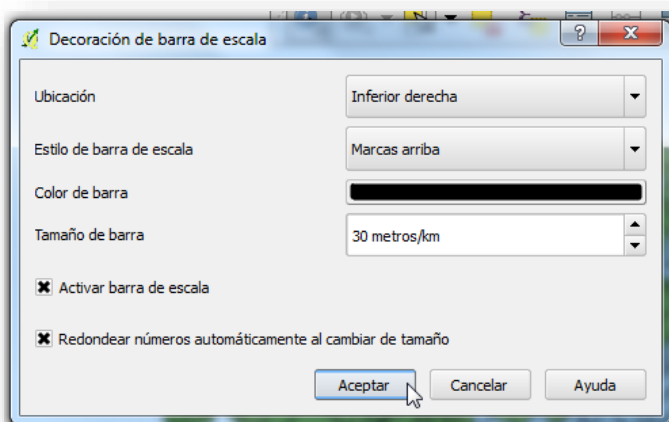 Decoración de barra de escala
Ubicación Inferior derecha
Estilo de barra de escala Marcas arriba
Color de barra
Tamaño de barra 30 metros/km
Activar barra de escala
Redondear números automáticamente al cambiar de tamaño
Aceptar Cancelar Ayuda